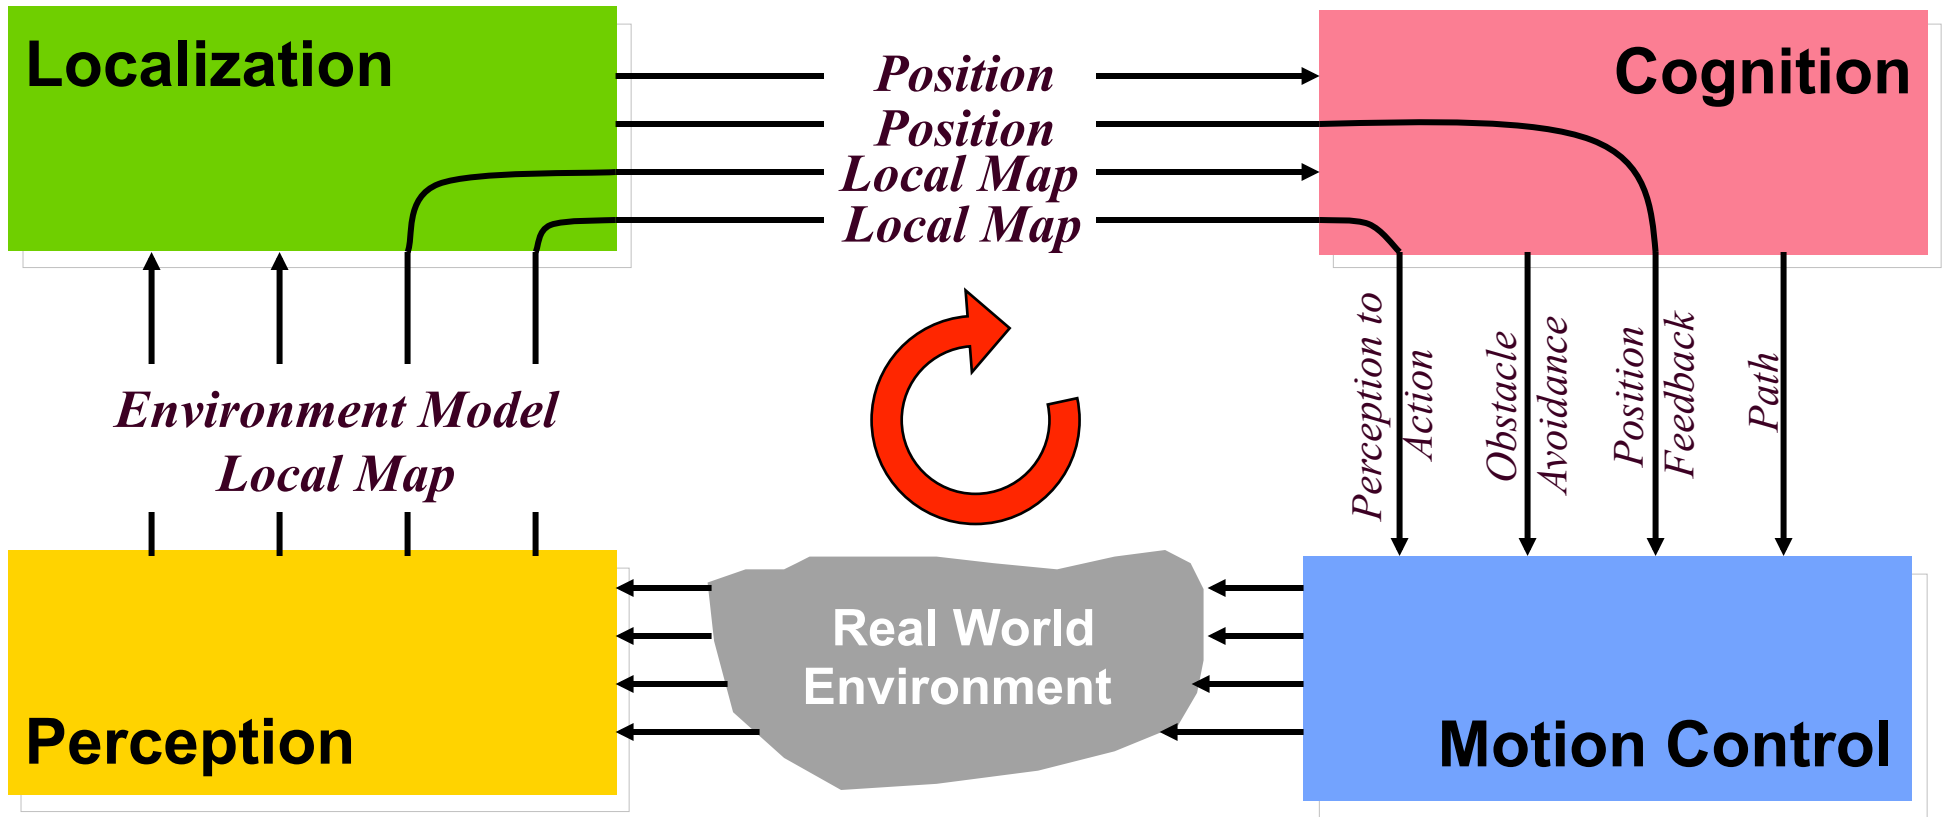 Localization
Position
Position
Local Map
Local Map
Cognition
Environment Model
Local Map
Perception to
Action
Obstacle
Avoidance
Position
Feedback
Path
Perception
Real World
Environment
Motion Control